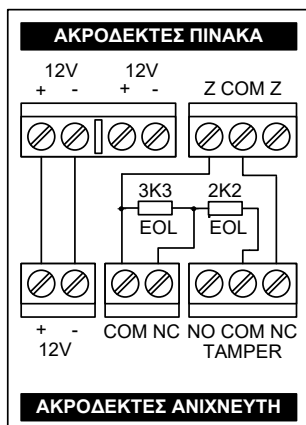 ΑΚΡΟΔΕΚΤΕΣ ΠΙΝΑΚΑ
12V 12V
+ - + - Z COM Z
3K3 2K2
EOL EOL
+ - COM NC NO COM NC
12V TAMPER
ΑΚΡΟΔΕΚΤΕΣ ΑΝΙΧΝΕΥΤΗ